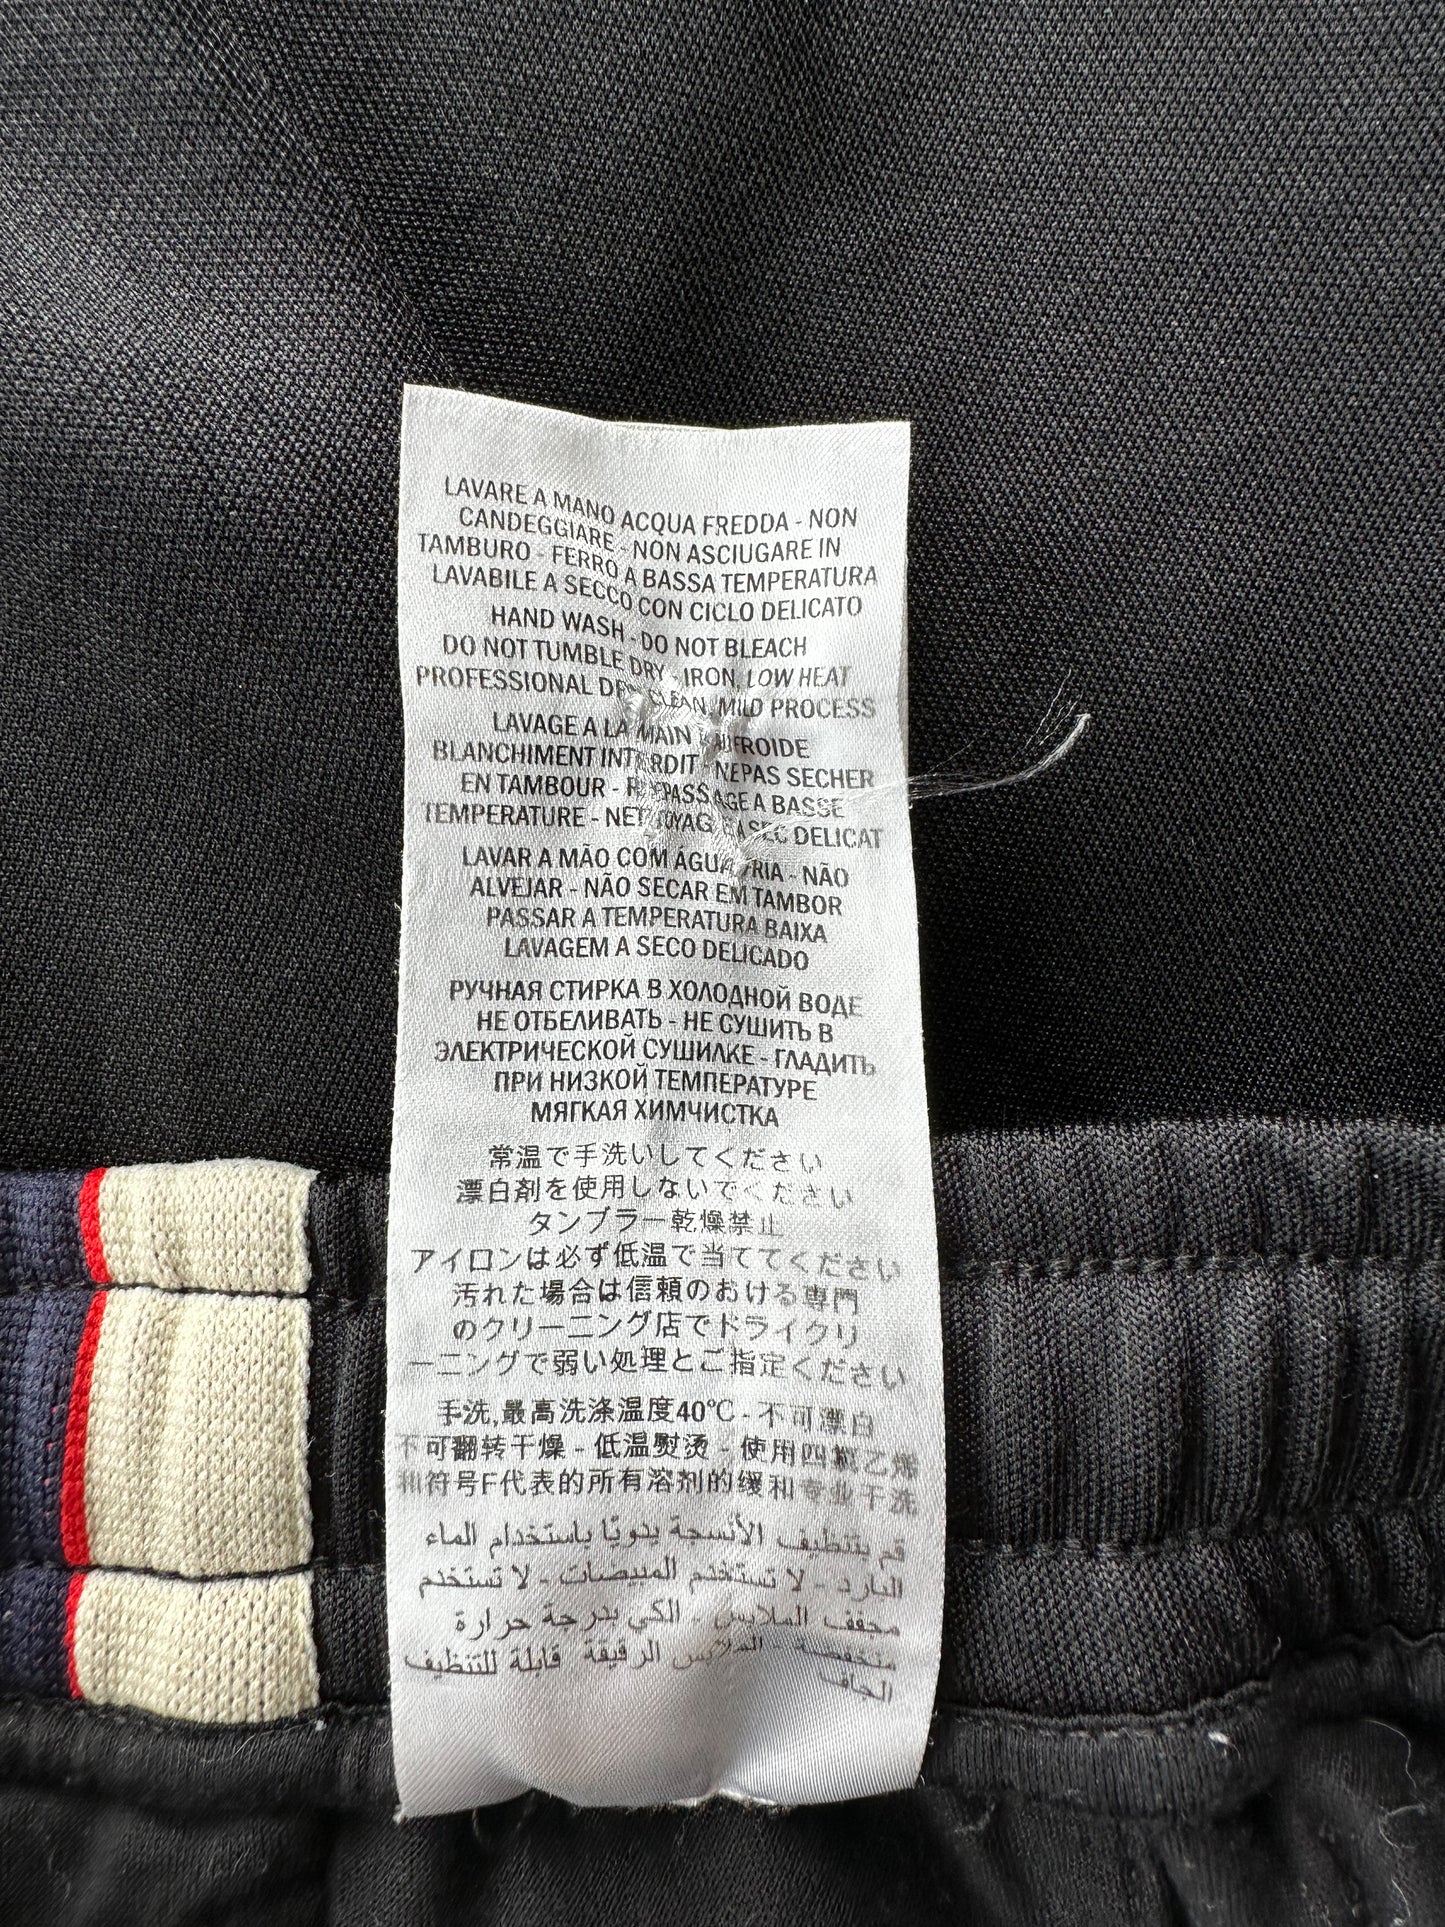 LAVARE A MANO ACQUA FREDDA - NON
CANDEGGIARE - NON ASCIUGARE IN
TAMBURO - FERRO A BASSA TEMPERATURA
LAVABILE A SECCO CON CICLO DELICATO
HAND WASH - DO NOT BLEACH
DO NOT TUMBLE DRY - IRON, LOW HEAT
PROFESSIONAL CLEAN, MILD PROCESS
LAVAGE A LA MAIN FROIDE
BLANCHIMENT INTERDIT NEPAS SECHER
EN TAMBOUR - REPASSAGE A BASSE
TEMPERATURE - NETTOYAGE A SEC DELICAT
LAVAR A MÃO COM ÁGUA FRIA - NÃO
ALVEJAR - NÃO SECAR EM TAMBOR
PASSAR A TEMPERATURA BAIXA
LAVAGEM A SECO DELICADO
РУЧНАЯ СТИРКА В ХОЛОДНОЙ ВОДЕ
НЕ ОТБЕЛИВАТЬ - НЕ СУШИТЬ В
ЭЛЕКТРИЧЕСКОЙ СУШИЛКЕ - ГЛАДИТЬ
ПРИ НИЗКОЙ ТЕМПЕРАТУРЕ
МЯГКАЯ ХИМЧИСТКА
常温で手洗いしてください
漂白剤を使用しないでください
タンブラー乾燥禁止
アイロンは必ず低温で当ててください
汚れた場合は信頼のおける専門
のクリーニング店でドライクリ
ーニングで弱い処理とご指定ください
手洗,最高洗涤温度40℃ - 不可漂白
不可翻转干燥 - 低温熨烫 - 使用四氯乙烯
和符号F代表的所有溶剂的缓和专业干洗
قم بتنظيف الأنسجة يدويًا باستخدام الماء
البارد - لا تستخدم المبيضات - لا تستخدم
مجفف الملابس - الكي بدرجة حرارة
منخفضة الملابس الرقيقة قابلة للتنظيف
الجاف